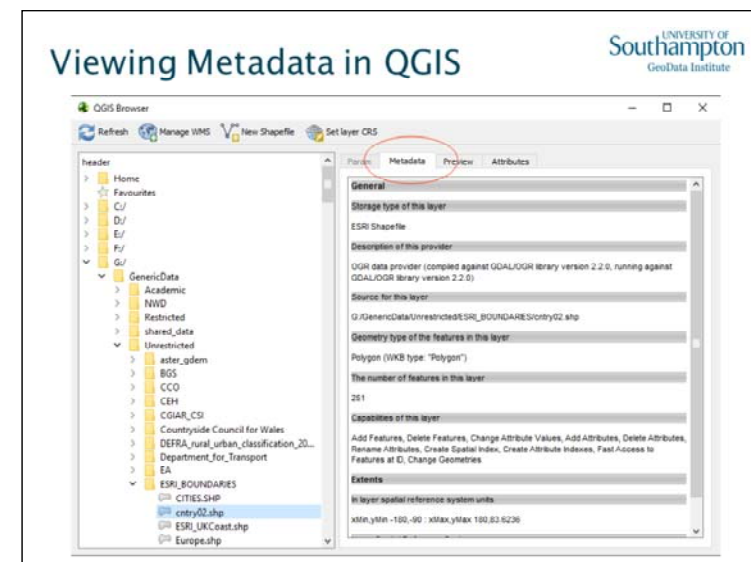 Viewing Metadata in QGIS
UNIVERSITY OF
Southampton
GeoData Institute
QGIS Browser
Refresh Manage WMS New Shapefile Set layer CRS
header
Home
Favourites
C:/
D:/
E:/
F:/
G:/
GenericData
Academic
NWD
Restricted
shared_data
Unrestricted
aster_gdem
BGS
CCO
CEH
CGIAR_CSI
Countryside Council for Wales
DEFRA_rural_urban_classification_20...
Department_for_Transport
EA
ESRI_BOUNDARIES
CITIES.SHP
cntry02.shp
ESRI_UKCoast.shp
Europe.shp
Param Metadata Preview Attributes
General
Storage type of this layer
ESRI Shapefile
Description of this provider
OGR data provider (compiled against GDAL/OGR library version 2.2.0, running against
GDAL/OGR library version 2.2.0)
Source for this layer
G:/GenericData/Unrestricted/ESRI_BOUNDARIES/cntry02.shp
Geometry type of the features in this layer
Polygon (WKB type: "Polygon")
The number of features in this layer
251
Capabilities of this layer
Add Features, Delete Features, Change Attribute Values, Add Attributes, Delete Attributes,
Rename Attributes, Create Spatial Index, Create Attribute Indexes, Fast Access to
Features at ID, Change Geometries
Extents
In layer spatial reference system units
xMin,yMin -180,-90 : xMax,yMax 180,83.6236